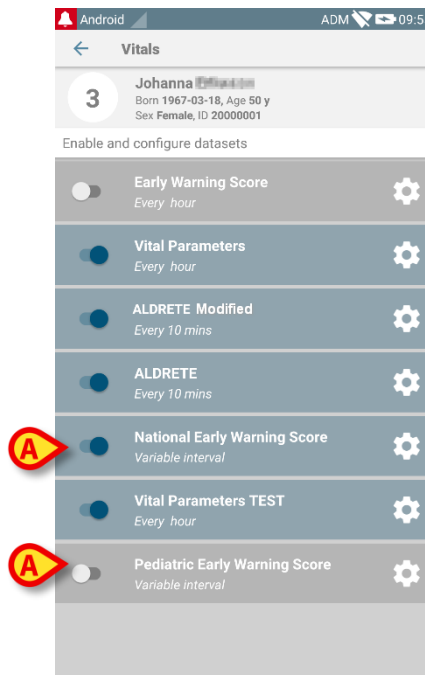 Android ADM 09:5
Vitals
3
Johanna
Born 1967-03-18, Age 50 y
Sex Female, ID 20000001
Enable and configure datasets
Early Warning Score
Every hour
Vital Parameters
Every hour
ALDRETE Modified
Every 10 mins
ALDRETE
Every 10 mins
A
National Early Warning Score
Variable interval
Vital Parameters TEST
Every hour
A
Pediatric Early Warning Score
Variable interval